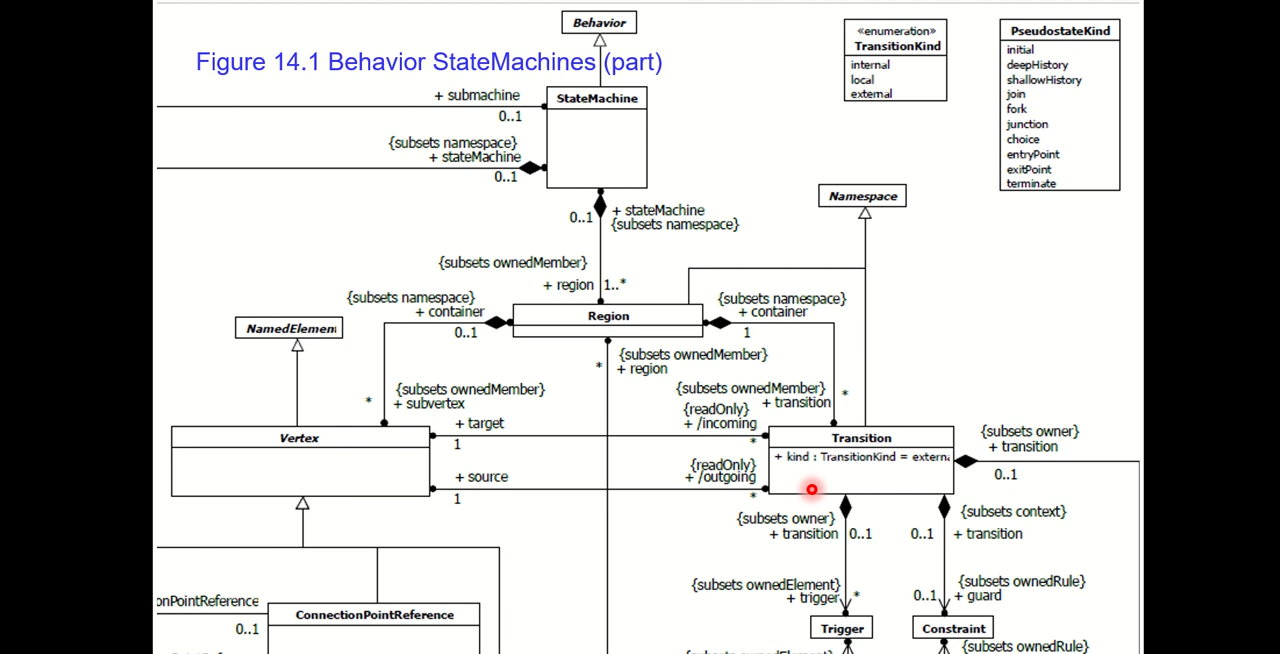 Behavior
Figure 14.1 Behavior StateMachines (part)
«enumeration»
TransitionKind
internal
local
external
PseudostateKind
initial
deepHistory
shallowHistory
join
fork
junction
choice
entryPoint
exitPoint
terminate
+ submachine
0..1
StateMachine
{subsets namespace}
+ stateMachine
0..1
Namespace
0..1
+ stateMachine
{subsets namespace}
{subsets ownedMember}
+ region
1..*
{subsets namespace}
+ container
0..1
Region
{subsets namespace}
+ container
1
NamedElemen
*
{subsets ownedMember}
+ region
*
{subsets ownedMember}
+ subvertex
{subsets ownedMember}
+ transition
*
Vertex
+ target
1
{readOnly}
+ /incoming
*
Transition
+ kind : TransitionKind = externa
{subsets owner}
+ transition
0..1
+ source
1
{readOnly}
+ /outgoing
*
{subsets owner}
+ transition
0..1
0..1
{subsets context}
+ transition
{subsets ownedElement}
+ trigger
*
{subsets ownedRule}
0..1
+ guard
onPointReference
0..1
ConnectionPointReference
Trigger
Constraint
{subsets ownedRule}